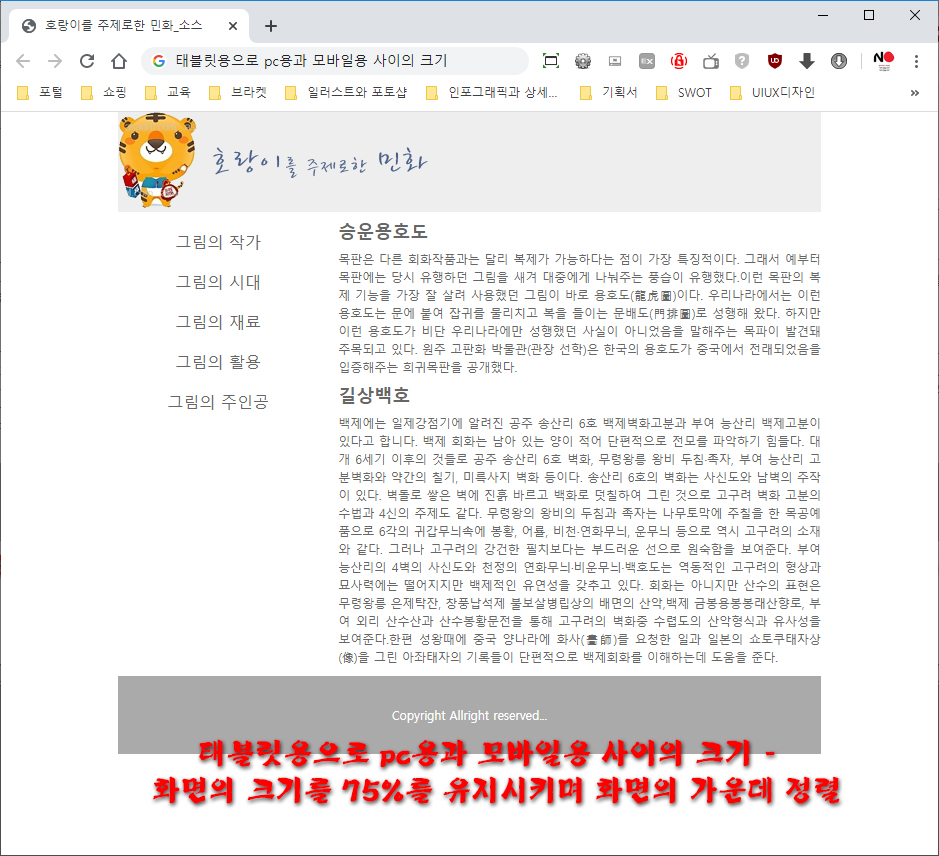 호랑이를 주제로한 민화_소스
태블릿용으로 pc용과 모바일용 사이의 크기
포털 쇼핑 교육 브라켓 일러스트와 포토샵 인포그래픽과 상세... 기획서 SWOT UIUX디자인
호랑이를 주제로한 민화
그림의 작가
그림의 시대
그림의 재료
그림의 활용
그림의 주인공
승운용호도
목판은 다른 회화작품과는 달리 복제가 가능하다는 점이 가장 특징적이다. 그래서 예부터
목판에는 당시 유행하던 그림을 새겨 대중에게 나눠주는 풍습이 유행했다.이런 목판의 복
제 기능을 가장 잘 살려 사용했던 그림이 바로 용호도(龍虎圖)이다. 우리나라에서는 이런
용호도는 문에 붙여 잡귀를 물리치고 복을 들이는 문배도(門排圖)로 성행해 왔다. 하지만
이런 용호도가 비단 우리나라에만 성행했던 사실이 아니었음을 말해주는 목파이 발견돼
주목되고 있다. 원주 고판화 박물관(관장 선학)은 한국의 용호도가 중국에서 전래되었음을
입증해주는 희귀목판을 공개했다.
길상백호
백제에는 일제강점기에 알려진 공주 송산리 6호 백제벽화고분과 부여 능산리 백제고분이
있다고 합니다. 백제 회화는 남아 있는 양이 적어 단편적으로 전모를 파악하기 힘들다. 대
개 6세기 이후의 것들로 공주 송산리 6호 벽화, 무령왕릉 왕비 두침·족자, 부여 능산리 고
분벽화와 약간의 칠기, 미륵사지 벽화 등이다. 송산리 6호의 벽화는 사신도와 남벽의 주작
이 있다. 벽돌로 쌓은 벽에 진흙 바르고 백화로 덧칠하여 그린 것으로 고구려 벽화 고분의
수법과 4신의 주제도 같다. 무령왕의 왕비의 두침과 족자는 나무토막에 주칠을 한 목공예
품으로 6각의 귀갑무늬속에 봉황, 어룡, 비천·연화무늬, 운무늬 등으로 역시 고구려의 소재
와 같다. 그러나 고구려의 강건한 필치보다는 부드러운 선으로 원숙함을 보여준다. 부여
능산리의 4벽의 사신도와 천정의 연화무늬·비운무늬·백호도는 역동적인 고구려의 형상과
묘사력에는 떨어지지만 백제적인 유연성을 갖추고 있다. 회화는 아니지만 산수의 표현은
무령왕릉 은제탁잔, 창풍납석제 불보살병립상의 배면의 산악,백제 금봉용봉봉래산향로, 부
여 외리 산수산과 산수봉황문전을 통해 고구려의 벽화중 수렵도의 산악형식과 유사성을
보여준다.한편 성왕때에 중국 양나라에 화사(畵師)를 요청한 일과 일본의 쇼토쿠태자상
(像)을 그린 아좌태자의 기록들이 단편적으로 백제회화를 이해하는데 도움을 준다.
Copyright Allright reserved...
태블릿용으로 pc용과 모바일용 사이의 크기 -
화면의 크기를 75%를 유지시키며 화면의 가운데 정렬